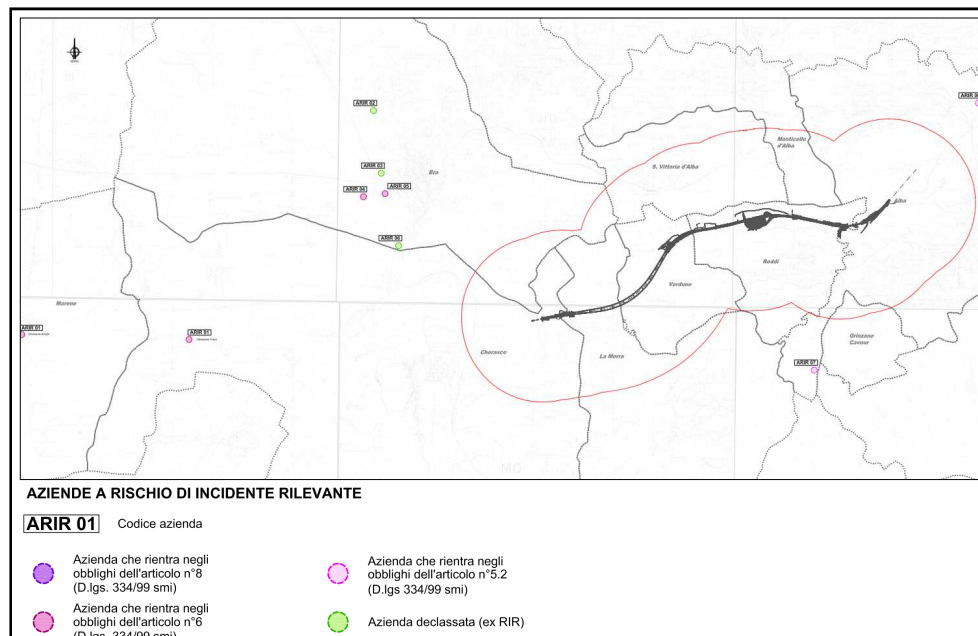 ARIR 02
ARIR 0
Monticello
d'Alba
ARIR 03
S. Vittoria d'Alba
Bra
ARIR 04
ARIR 05
Alba
ARIR 06
Roddi
Verduno
Marene
ARIR 01
ARIR 01
Grinzane
Cavour
Cherasco
La Morra
ARIR 07
AZIENDE A RISCHIO DI INCIDENTE RILEVANTE
ARIR 01 Codice azienda
Azienda che rientra negli
obblighi dell'articolo n°8
(D.lgs. 334/99 smi)
Azienda che rientra negli
obblighi dell'articolo n°5.2
(D.lgs 334/99 smi)
Azienda che rientra negli
obblighi dell'articolo n°6
(D.lgs. 334/99 smi)
Azienda declassata (ex RIR)